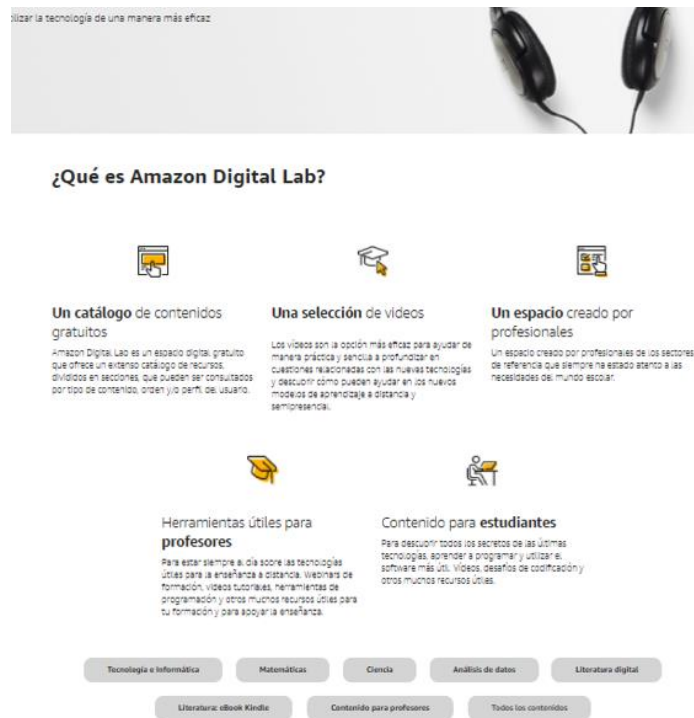 lizar la tecnología de una manera más eficaz
¿Qué es Amazon Digital Lab?
Un catálogo de contenidos
gratuitos
Amazon Digital Lab es un espacio digital gratuito
que ofrece un extenso catálogo de recursos,
divididos en secciones, que pueden ser consultados
por tipo de contenido, orden y/o perfil del usuario.
Una selección de videos
Los vídeos son la opción más eficaz para ayudar de
manera práctica y sencilla a profundizar en
cuestiones relacionadas con las nuevas tecnologías
y descubrir cómo pueden ayudar en los nuevos
modelos de aprendizaje a distancia y
semipresencial.
Un espacio creado por
profesionales
Un espacio creado por profesionales de los sectores
de referencia que siempre ha estado atento a las
necesidades del mundo escolar.
Herramientas útiles para
profesores
Para estar siempre al día sobre las tecnologías
útiles para la enseñanza a distancia. Webinars de
formación, vídeos tutoriales, herramientas de
programación y otros muchos recursos útiles para
tu formación y para apoyar la enseñanza.
Contenido para estudiantes
Para descubrir todos los secretos de las últimas
tecnologías, aprender a programar y utilizar el
software más útil. Vídeos, desafíos de codificación y
otros muchos recursos útiles.
Tecnología e Informática Matemáticas Ciencia Análisis de datos Literatura digital
Literatura: eBook Kindle Contenido para profesores Todos los contenidos